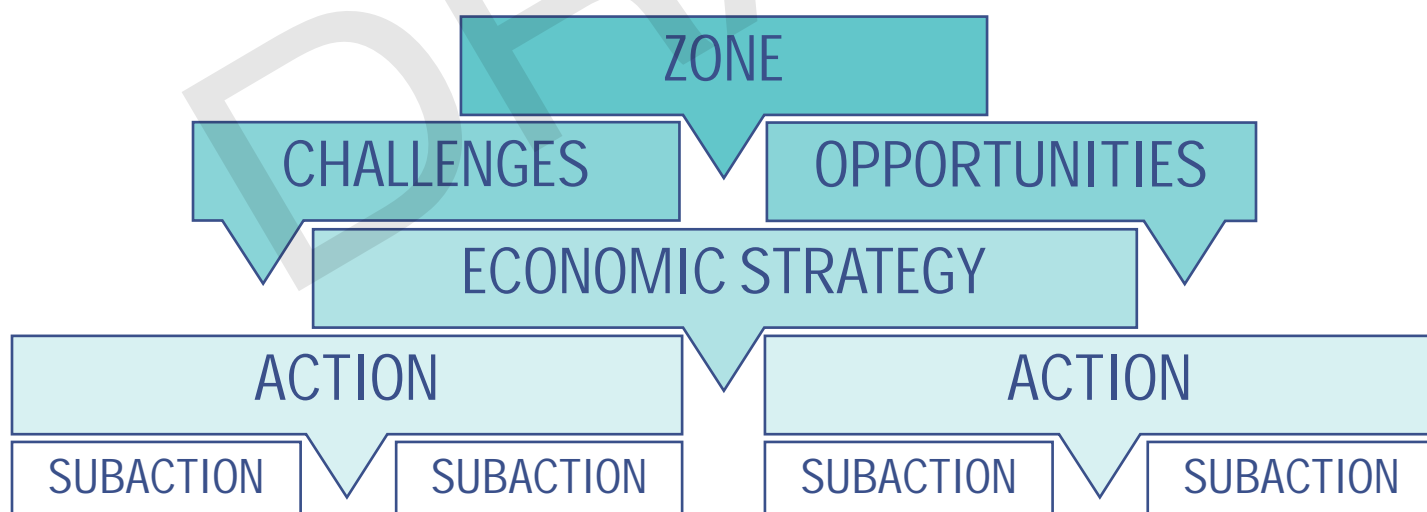 ZONE
CHALLENGES OPPORTUNITIES
ECONOMIC STRATEGY
ACTION ACTION
SUBACTION SUBACTION SUBACTION SUBACTION